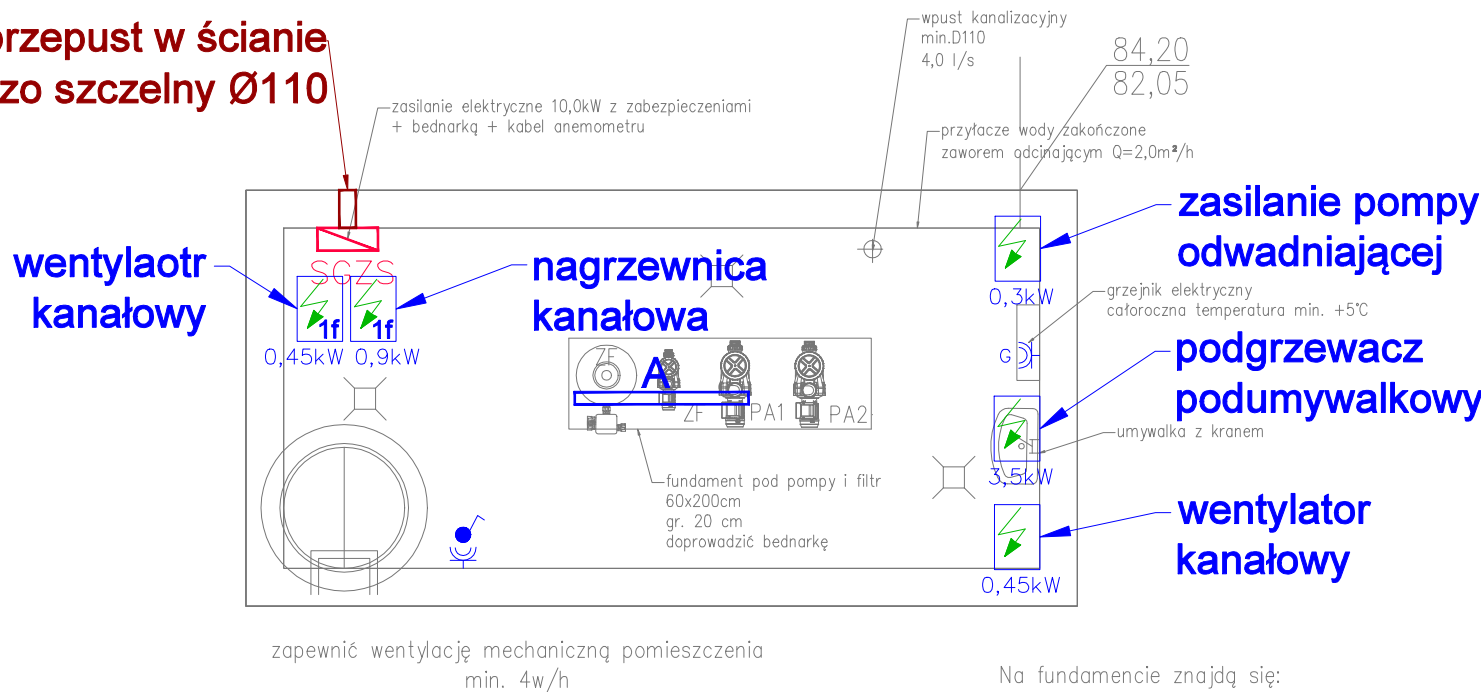 przepust w ścianie
zo szczelny Ø110
wpust kanalizacyjny
min.D110
4,0 l/s
84,20
82,05
zasilanie elektryczne 10,0kW z zabezpieczeniami
+ bednarką + kabel anemometru
przyłacze wody zakończone
zaworem odcinającym Q=2,0m³/h
zasilanie pompy
odwadniającej
wentylaotr
kanałowy
SGZS
nagrzewnica
kanałowa
1f
1f
0,45kW
0,9kW
0,3kW
grzejnik elektryczny
całoroczna temperatura min. +5°C
G
podgrzewacz
podumywalkowy
ZF
A
ZF
PA1
PA2
umywalka z kranem
3,5kW
fundament pod pompy i filtr
60x200cm
gr. 20 cm
doprowadzić bednarkę
wentylator
kanałowy
0,45kW
zapewnić wentylację mechaniczną pomieszczenia
min. 4w/h
Na fundamencie znajdą się: